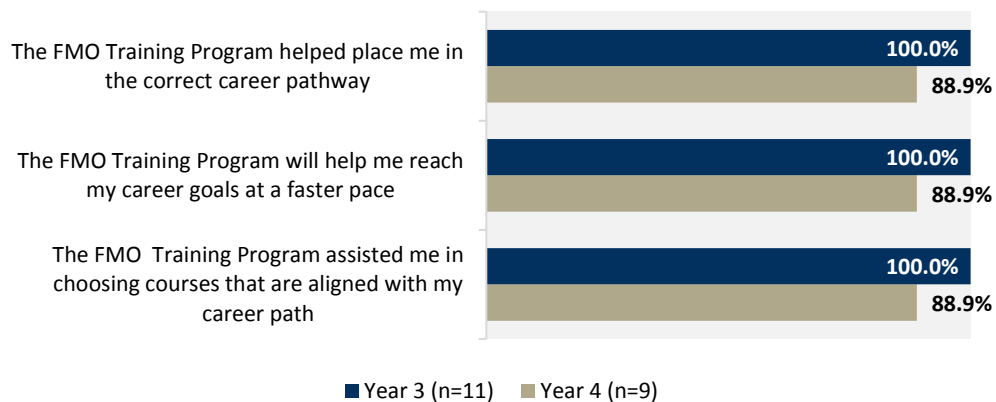 The FMO Training Program helped place me in
the correct career pathway
100.0%
88.9%
The FMO Training Program will help me reach
my career goals at a faster pace
100.0%
88.9%
The FMO  Training Program assisted me in
choosing courses that are aligned with my
career path
100.0%
88.9%
Year 3 (n=11) Year 4 (n=9)